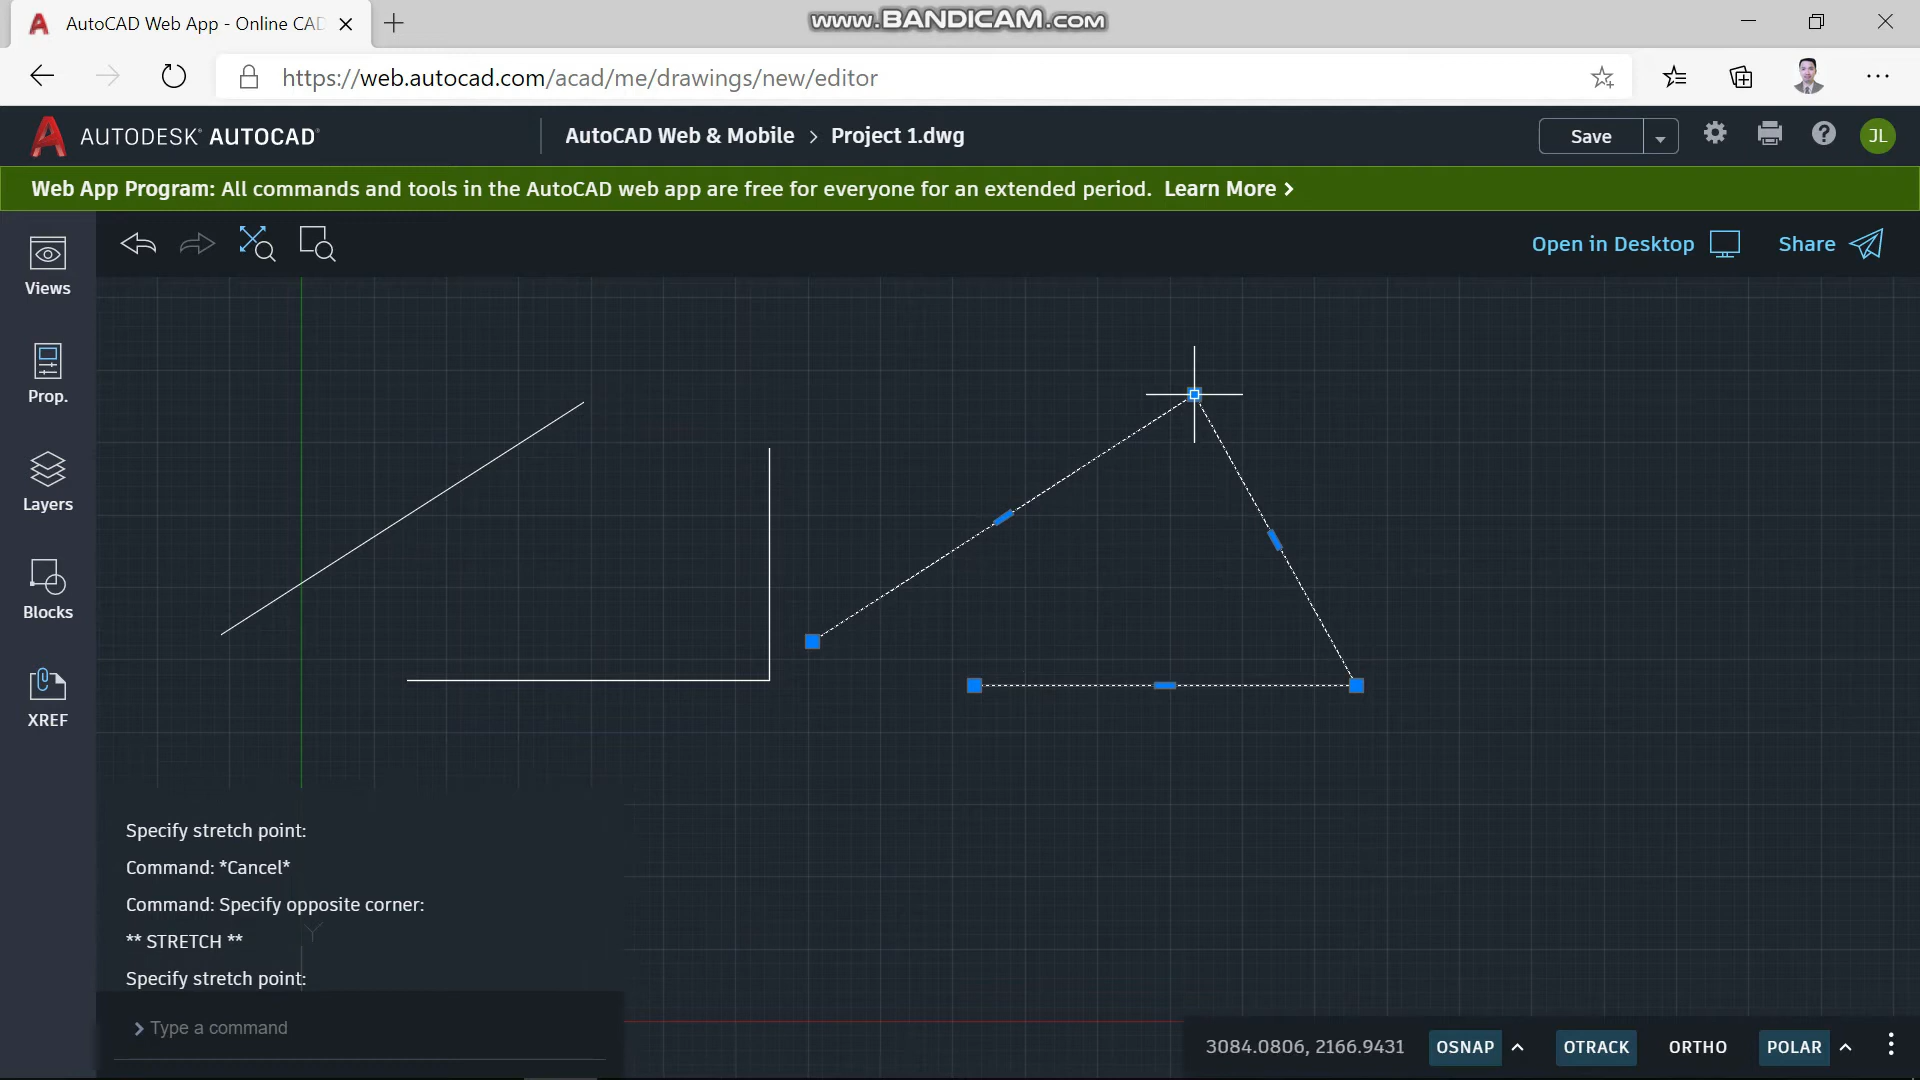 AutoCAD Web App - Online CAD
www.BANDICAM.com
https://web.autocad.com/acad/me/drawings/new/editor
AUTODESK® AUTOCAD®
AutoCAD Web & Mobile > Project 1.dwg
Save
JL
Web App Program: All commands and tools in the AutoCAD web app are free for everyone for an extended period. Learn More >
Open in Desktop
Share
Views
Prop.
Layers
Blocks
XREF
Specify stretch point:
Command: *Cancel*
Command: Specify opposite corner:
** STRETCH **
Y
Specify stretch point:
Type a command
3084.0806, 2166.9431
OSNAP
OTRACK
ORTHO
POLAR